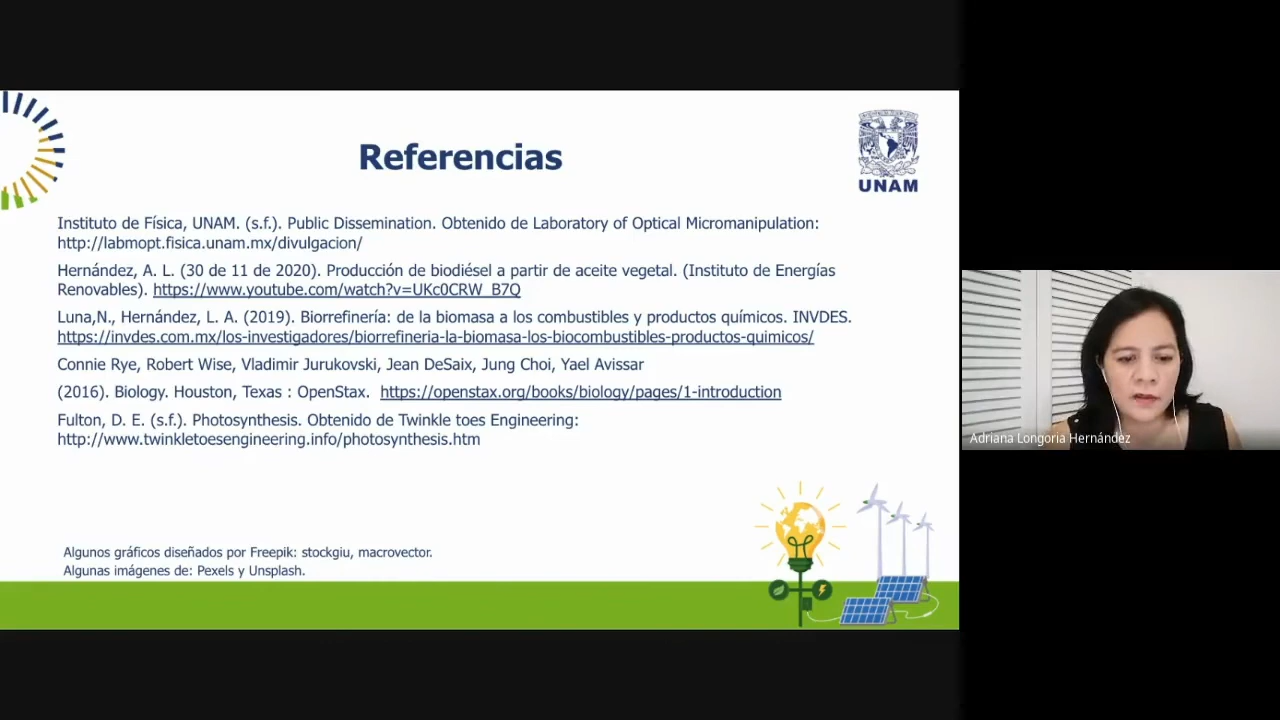 Referencias
UNAM
Instituto de Física, UNAM. (s.f.). Public Dissemination. Obtenido de Laboratory of Optical Micromanipulation:
http://labmopt.fisica.unam.mx/divulgacion/
Hernández, A. L. (30 de 11 de 2020). Producción de biodiésel a partir de aceite vegetal. (Instituto de Energías
Renovables). https://www.youtube.com/watch?v=UKc0CRW_B7Q
Luna,N., Hernández, L. A. (2019). Biorrefinería: de la biomasa a los combustibles y productos químicos. INVDES.
https://invdes.com.mx/los-investigadores/biorrefineria-la-biomasa-los-biocombustibles-productos-quimicos/
Connie Rye, Robert Wise, Vladimir Jurukovski, Jean DeSaix, Jung Choi, Yael Avissar
(2016). Biology. Houston, Texas : OpenStax. https://openstax.org/books/biology/pages/1-introduction
Fulton, D. E. (s.f.). Photosynthesis. Obtenido de Twinkle toes Engineering:
http://www.twinkletoesengineering.info/photosynthesis.htm
Algunos gráficos diseñados por Freepik: stockgiu, macrovector.
Algunas imágenes de: Pexels y Unsplash.
Adriana Longoria Hernández